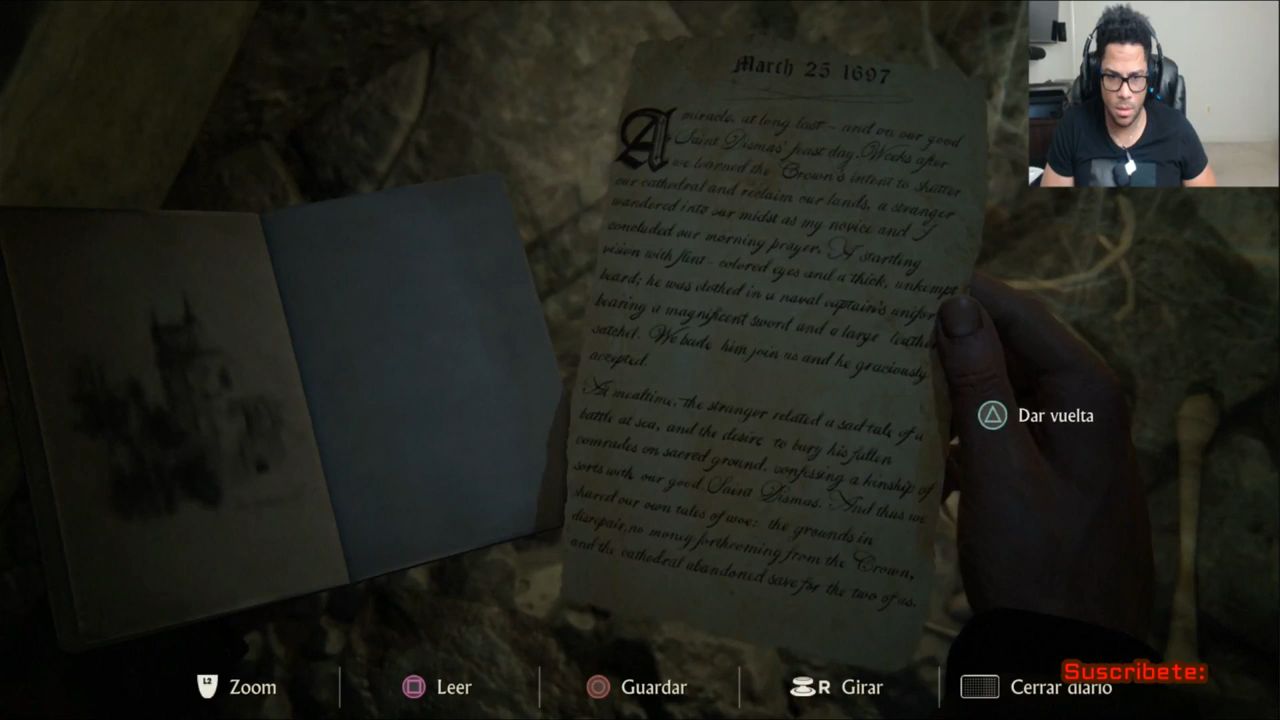 March 25 1697
A miracle, at long last - and on our good
Saint Dismas' feast day. Weeks after
we learned the Crown's intent to shutter
our cathedral and reclaim our lands, a stranger
wandered into our midst as my novice and I
concluded our morning prayer. A startling
vision with flint-colored eyes and a thick, unkempt
beard; he was clothed in a naval captain's unifor
bearing a magnificent sword and a large leather
satchel. We bade him join us and he graciously
accepted.
At mealtime, the stranger related a sad tale of a
battle at sea, and the desire to bury his fallen
comrades on sacred ground, confessing a kinship of
sorts with our good Saint Dismas. And thus we
shared our own tales of woe: the grounds in
disrepair, no money forthcoming from the Crown,
and the cathedral abandoned save for the two of us.
Dar vuelta
L2 Zoom
Leer
Guardar
R Girar
Cerrar diario
Suscribete: